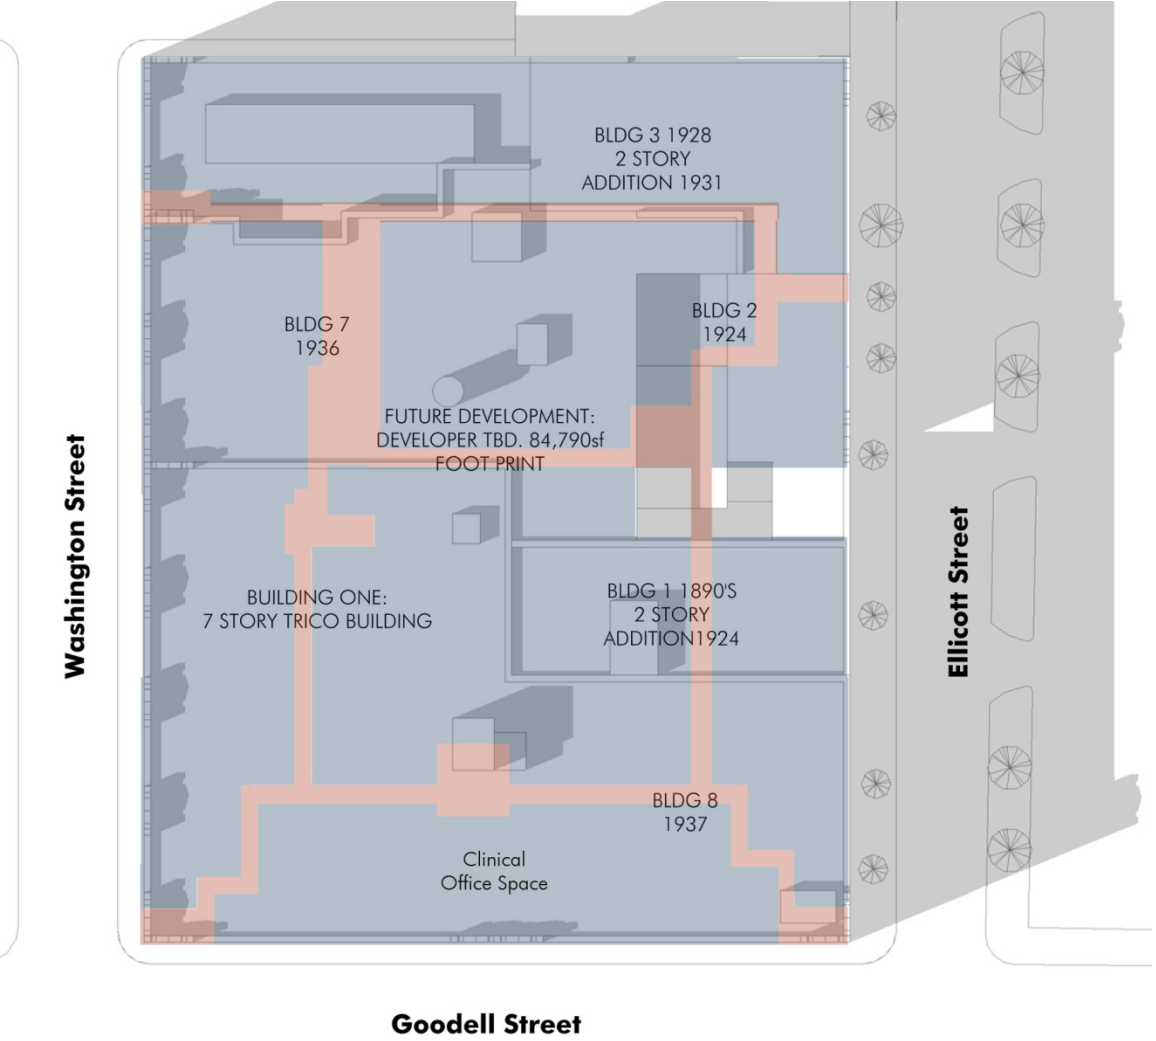 BLDG 3 1928
2 STORY
ADDITION 1931
BLDG 7
1936
BLDG 2
1924
FUTURE DEVELOPMENT:
DEVELOPER TBD. 84,790sf
FOOT PRINT
Washington Street
Ellicott Street
BUILDING ONE:
7 STORY TRICO BUILDING
BLDG 1 1890'S
2 STORY
ADDITION1924
BLDG 8
1937
Clinical
Office Space
Goodell Street